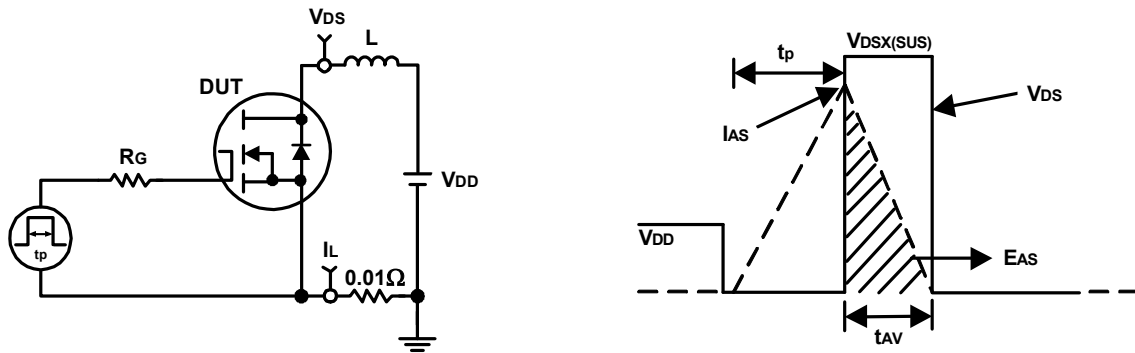 VDS
L
DUT
RG
VDD
tp
IL
0.01Ω
tp
VDSX(SUS)
VDS
IAS
VDD
EAS
tAV